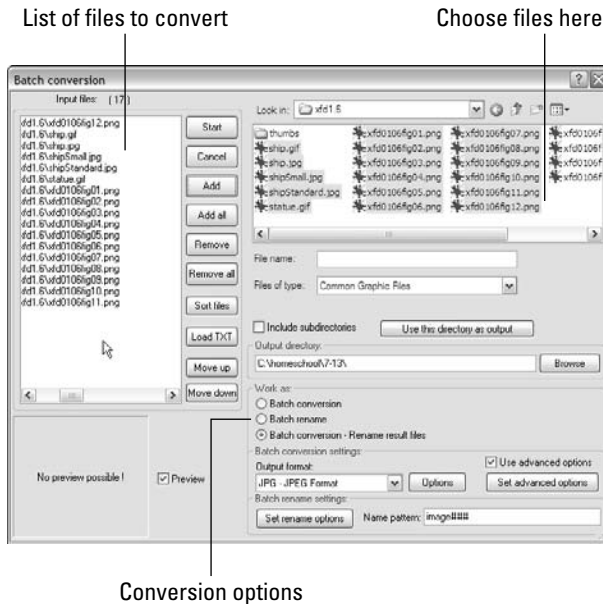 List of files to convert
Choose files here
Batch conversion
Input files: ( 17 )
xfd1.6\xfd0106fig12.png
xfd1.6\ship.gif
xfd1.6\ship.jpg
xfd1.6\shipSmall.jpg
xfd1.6\shipStandard.jpg
xfd1.6\statue.gif
xfd1.6\xfd0106fig01.png
xfd1.6\xfd0106fig02.png
xfd1.6\xfd0106fig03.png
xfd1.6\xfd0106fig04.png
xfd1.6\xfd0106fig05.png
xfd1.6\xfd0106fig06.png
xfd1.6\xfd0106fig07.png
xfd1.6\xfd0106fig08.png
xfd1.6\xfd0106fig09.png
xfd1.6\xfd0106fig10.png
xfd1.6\xfd0106fig11.png
Start
Cancel
Add
Add all
Remove
Remove all
Sort files
Load TXT
Move up
Move down
No preview possible !
Preview
Look in: xfd1.6
thumbs
ship.gif
ship.jpg
shipSmall.jpg
shipStandard.jpg
statue.gif
xfd0106fig01.png
xfd0106fig02.png
xfd0106fig03.png
xfd0106fig04.png
xfd0106fig05.png
xfd0106fig06.png
xfd0106fig07.png
xfd0106fig08.png
xfd0106fig09.png
xfd0106fig10.png
xfd0106fig11.png
xfd0106fig12.png
xfd0106f
xfd0106f
xfd0106f
File name:
Files of type: Common Graphic Files
Include subdirectories
Use this directory as output
Output directory:
C:\homeschool\7-13\
Browse
Work as:
Batch conversion
Batch rename
Batch conversion - Rename result files
Batch conversion settings:
Output format:
Use advanced options
JPG - JPEG Format
Options
Set advanced options
Batch rename settings:
Set rename options
Name pattern: image###
Conversion options